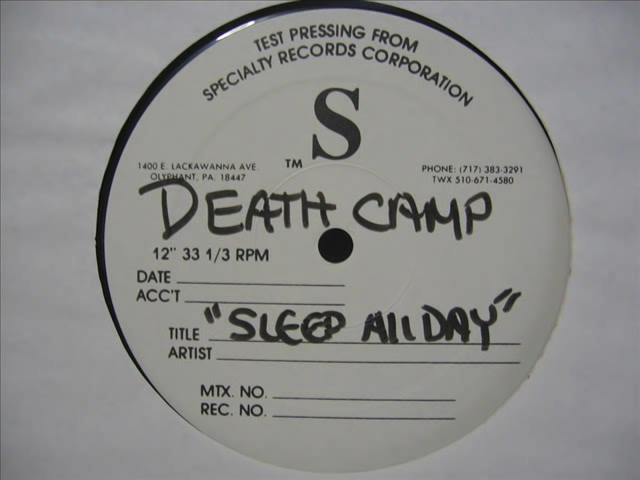 TEST PRESSING FROM
SPECIALTY RECORDS CORPORATION
S
TM
1400 E. LACKAWANNA AVE.
OLYPHANT, PA. 18447
PHONE: (717) 383-3291
TWX 510-671-4580
DEATH CAMP
12" 33 1/3 RPM
DATE
ACC'T
TITLE "SLEEP All DAY"
ARTIST
MTX. NO.
REC. NO.